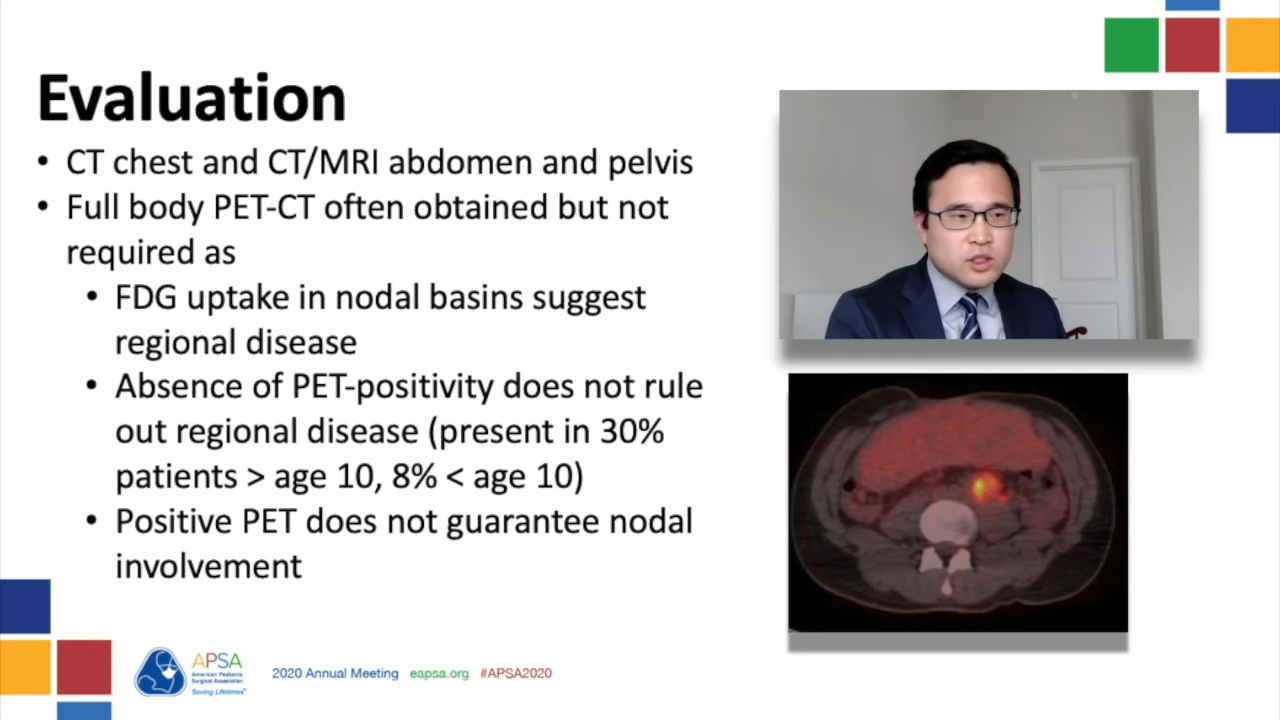 Evaluation
• CT chest and CT/MRI abdomen and pelvis
• Full body PET-CT often obtained but not
required as
• FDG uptake in nodal basins suggest
regional disease
• Absence of PET-positivity does not rule
out regional disease (present in 30%
patients > age 10, 8% < age 10)
• Positive PET does not guarantee nodal
involvement
APSA
American Pediatric
Surgical Association
Saving Lifetimes™
2020 Annual Meeting eapsa.org #APSA2020